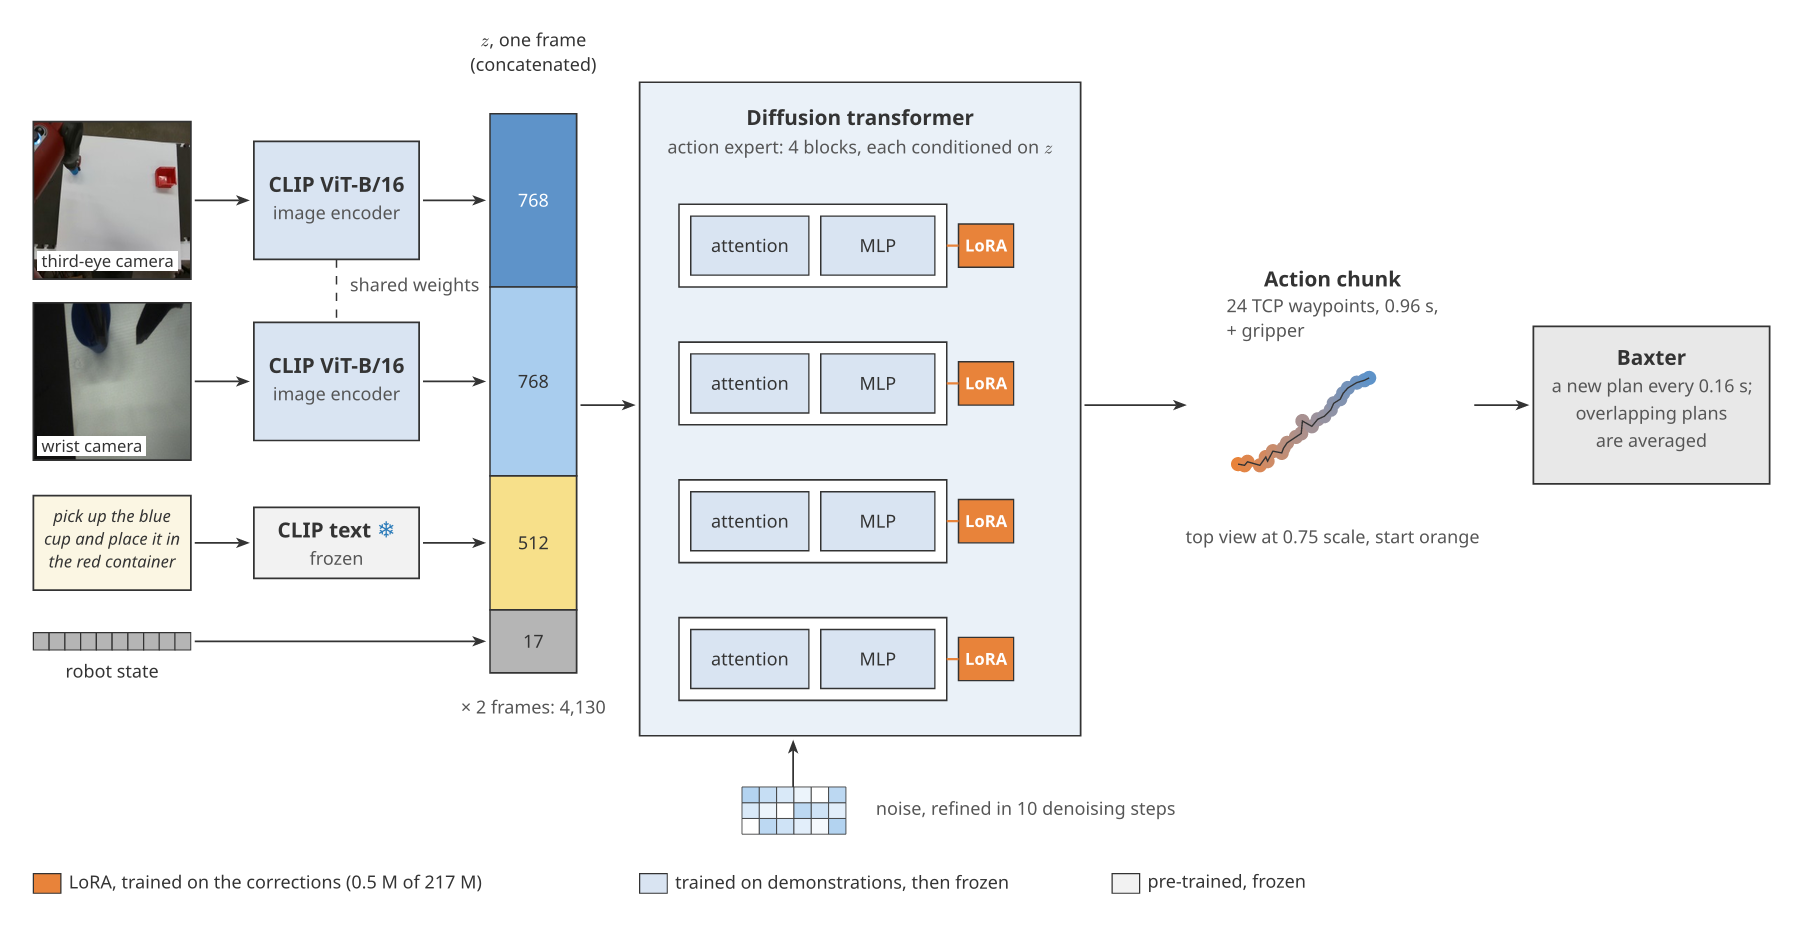 z, one frame
(concatenated)
third-eye camera
CLIP ViT-B/16
image encoder
768
shared weights
wrist camera
CLIP ViT-B/16
image encoder
768
pick up the blue
cup and place it in
the red container
CLIP text ❄
frozen
512
robot state
17
× 2 frames: 4,130
Diffusion transformer
action expert: 4 blocks, each conditioned on z
attention MLP LoRA
attention MLP LoRA
attention MLP LoRA
attention MLP LoRA
noise, refined in 10 denoising steps
Action chunk
24 TCP waypoints, 0.96 s,
+ gripper
top view at 0.75 scale, start orange
Baxter
a new plan every 0.16 s;
overlapping plans
are averaged
LoRA, trained on the corrections (0.5 M of 217 M)
trained on demonstrations, then frozen
pre-trained, frozen